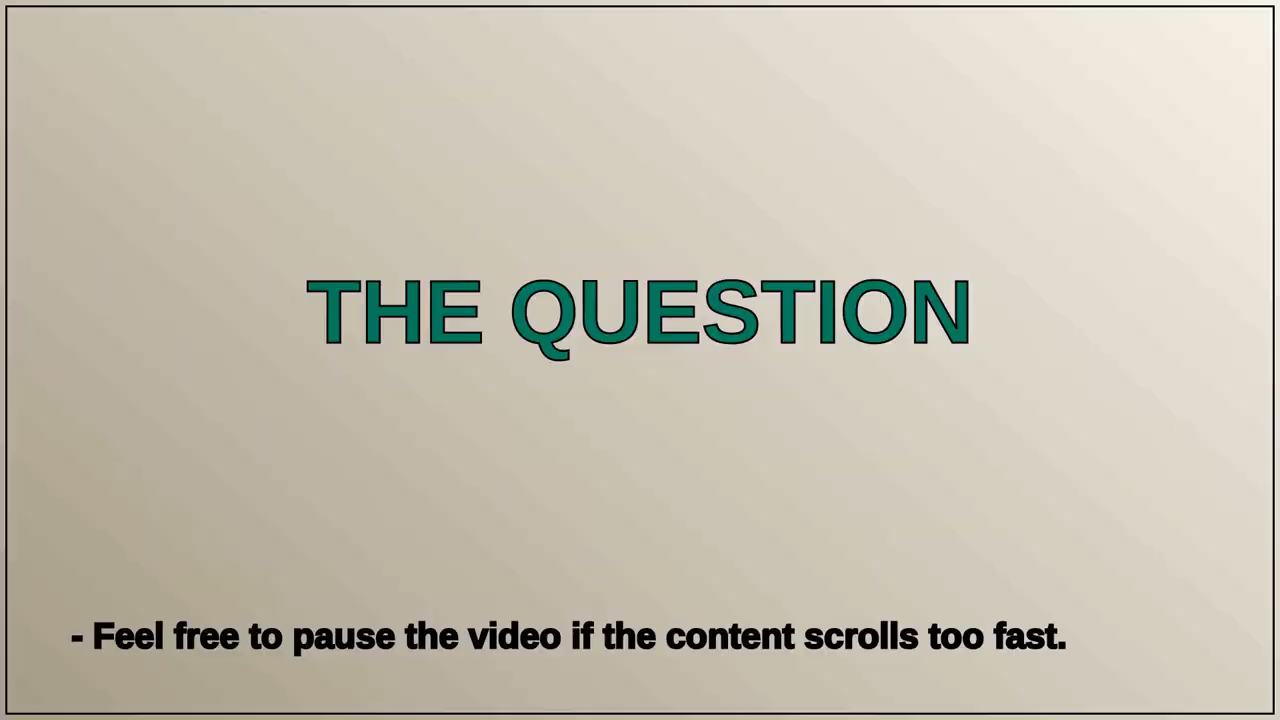 THE QUESTION
- Feel free to pause the video if the content scrolls too fast.